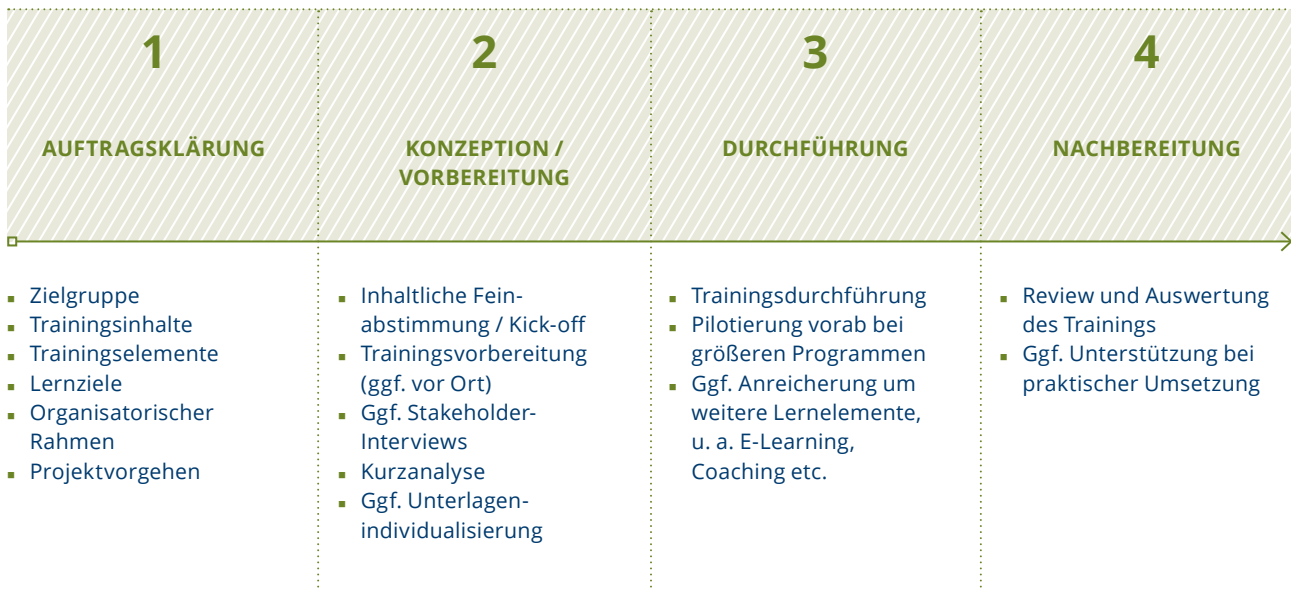 1
AUFTRAGSKLÄRUNG
▪ Zielgruppe
▪ Trainingsinhalte
▪ Trainingselemente
▪ Lernziele
▪ Organisatorischer
Rahmen
▪ Projektvorgehen
2
KONZEPTION /
VORBEREITUNG
▪ Inhaltliche Fein-
abstimmung / Kick-off
▪ Trainingsvorbereitung
(ggf. vor Ort)
▪ Ggf. Stakeholder-
Interviews
▪ Kurzanalyse
▪ Ggf. Unterlagen-
individualisierung
3
DURCHFÜHRUNG
▪ Trainingsdurchführung
▪ Pilotierung vorab bei
größeren Programmen
▪ Ggf. Anreicherung um
weitere Lernelemente,
u. a. E-Learning,
Coaching etc.
4
NACHBEREITUNG
▪ Review und Auswertung
des Trainings
▪ Ggf. Unterstützung bei
praktischer Umsetzung